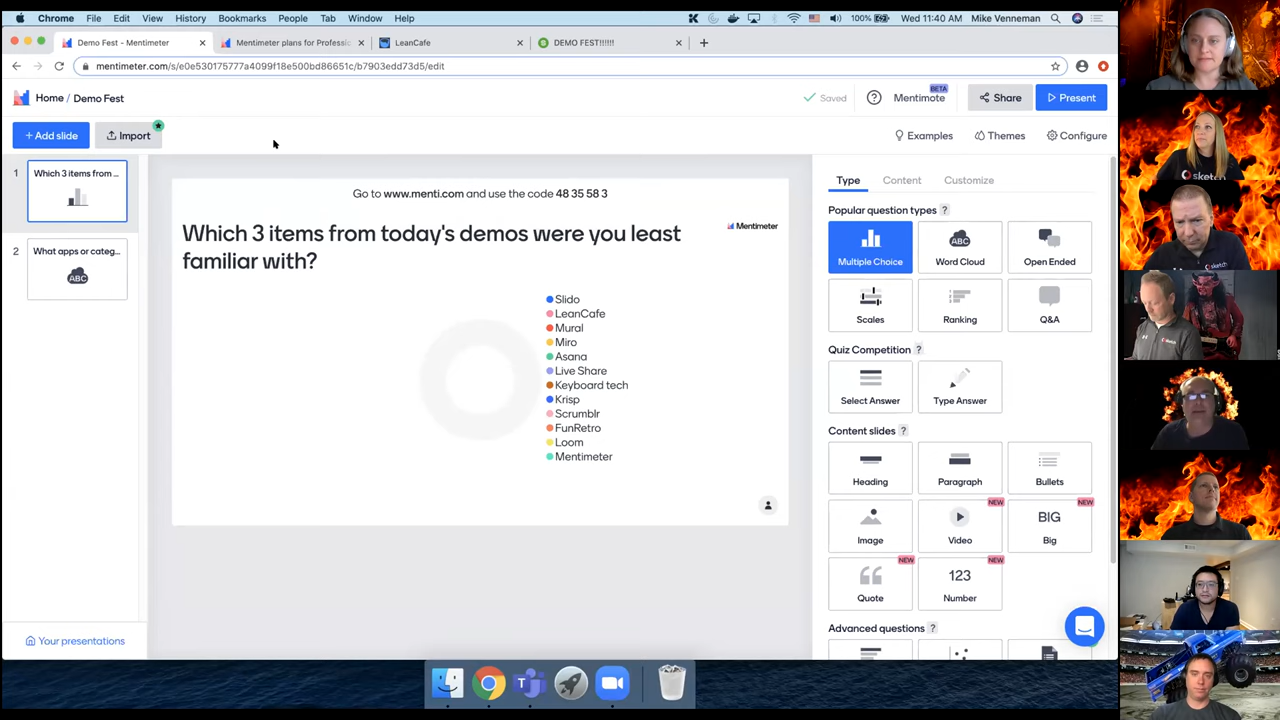 Chrome File Edit View History Bookmarks People Tab Window Help
100% Wed 11:40 AM Mike Venneman
Demo Fest - Mentimeter
Mentimeter plans for Professio
LeanCafe
DEMO FEST!!!!!!
mentimeter.com/s/e0e530175777a4099f18e500bd86651c/b7903edd73d5/edit
Home / Demo Fest
Saved
BETA
Mentimote
Share
Present
+ Add slide
Import
Examples
Themes
Configure
1
Which 3 items from ...
2
What apps or categ...
ABC
Your presentations
Go to www.menti.com and use the code 48 35 58 3
Mentimeter
Which 3 items from today's demos were you least
familiar with?
Slido
LeanCafe
Mural
Miro
Asana
Live Share
Keyboard tech
Krisp
Scrumblr
FunRetro
Loom
Mentimeter
Type Content Customize
Popular question types ?
Multiple Choice
ABC
Word Cloud
Open Ended
Scales
Ranking
Q&A
Quiz Competition ?
Select Answer
Type Answer
Content slides ?
Heading
Paragraph
Bullets
Image
NEW
Video
NEW
BIG
Big
NEW
Quote
NEW
123
Number
Advanced questions ?
sketch
sketch
sketch